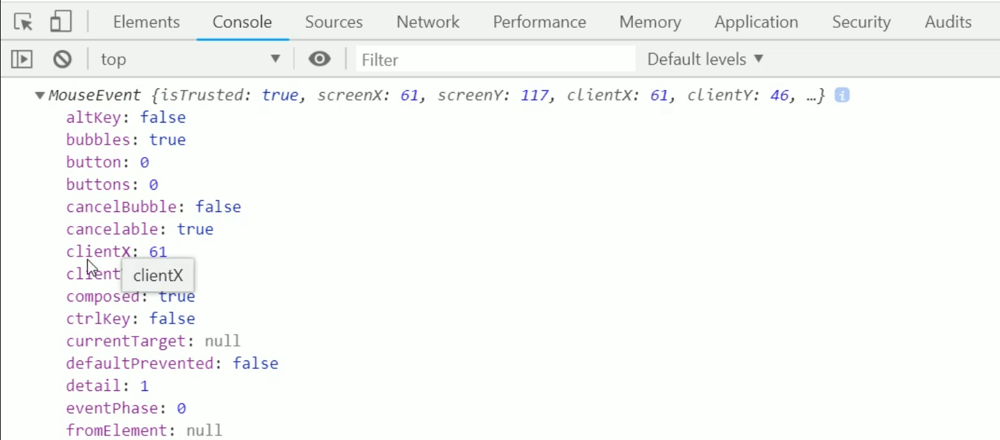 Elements Console Sources Network Performance Memory Application Security Audits
top Filter Default levels
MouseEvent {isTrusted: true, screenX: 61, screenY: 117, clientX: 61, clientY: 46, …}
altKey: false
bubbles: true
button: 0
buttons: 0
cancelBubble: false
cancelable: true
clientX: 61
client
clientX
composed: true
ctrlKey: false
currentTarget: null
defaultPrevented: false
detail: 1
eventPhase: 0
fromElement: null